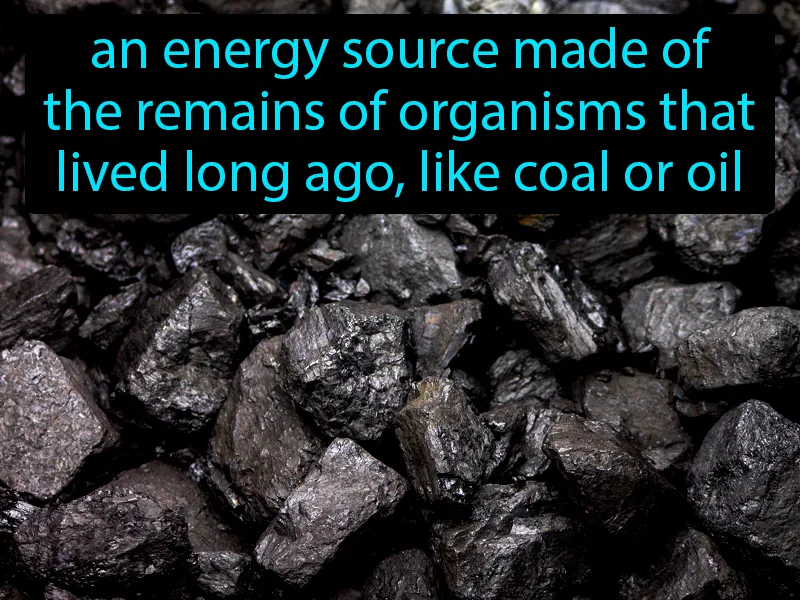 an energy source made of
the remains of organisms that
lived long ago, like coal or oil